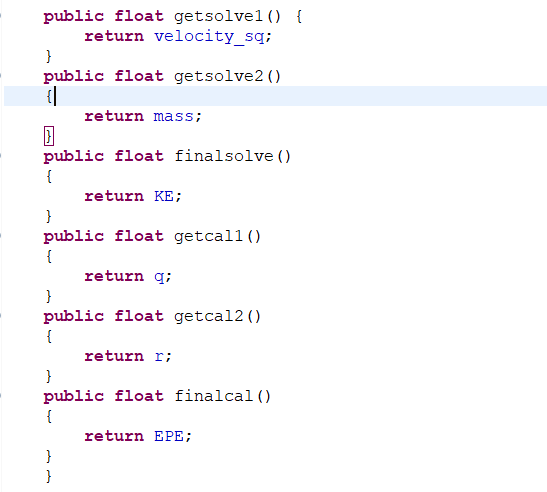 public float getsolve1() {
return velocity_sq;
}
public float getsolve2()
{
return mass;
}
public float finalsolve()
{
return KE;
}
public float getcal1()
{
return q;
}
public float getcal2()
{
return r;
}
public float finalcal()
{
return EPE;
}
}